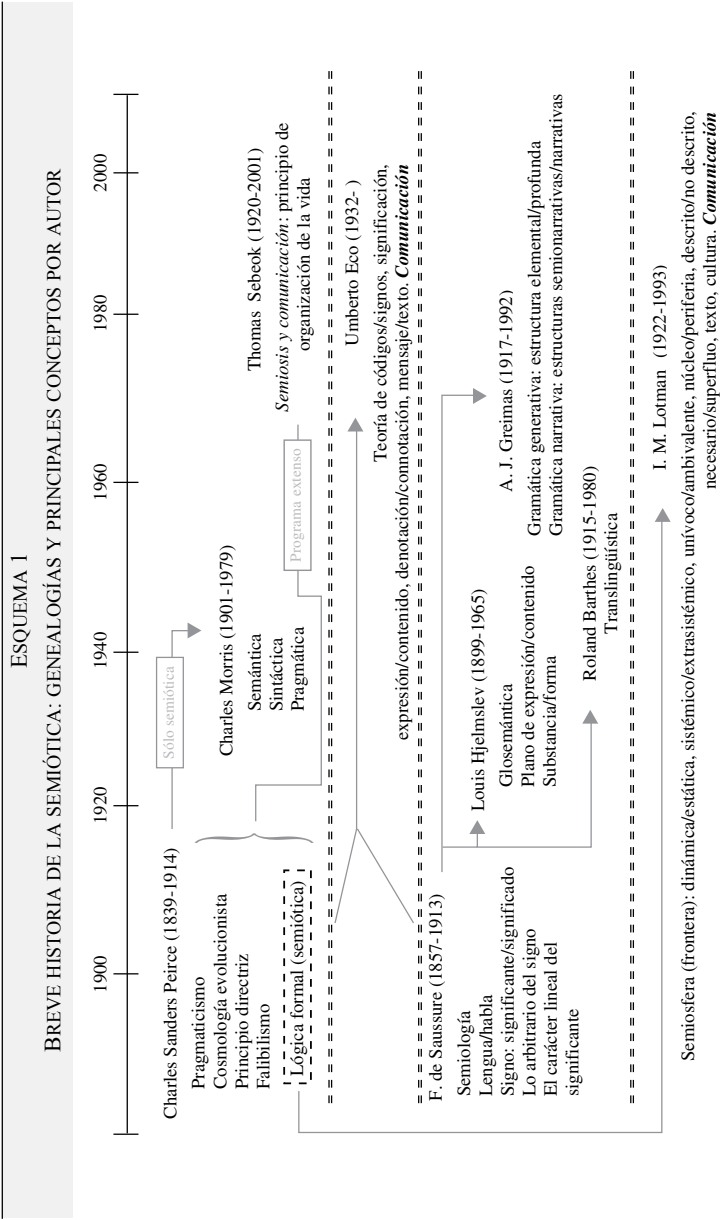 ESQUEMA 1
BREVE HISTORIA DE LA SEMIÓTICA: GENEALOGÍAS Y PRINCIPALES CONCEPTOS POR AUTOR
1900
1920
1940
1960
1980
2000
Charles Sanders Peirce (1839-1914)
Pragmaticismo
Cosmología evolucionista
Principio directriz
Falibilismo
Lógica formal (semiótica)
Sólo semiótica
Charles Morris (1901-1979)
Semántica
Sintáctica
Pragmática
Programa extenso
Thomas Sebeok (1920-2001)
Semiosis y comunicación: principio de
organización de la vida
Umberto Eco (1932- )
Teoría de códigos/signos, significación,
expresión/contenido, denotación/connotación, mensaje/texto. Comunicación
F. de Saussure (1857-1913)
Semiología
Lengua/habla
Signo: significante/significado
Lo arbitrario del signo
El carácter lineal del
significante
Louis Hjelmslev (1899-1965)
Glosemántica
Plano de expresión/contenido
Substancia/forma
A. J. Greimas (1917-1992)
Gramática generativa: estructura elemental/profunda
Gramática narrativa: estructuras semionarrativas/narrativas
Roland Barthes (1915-1980)
Translingüística
I. M. Lotman (1922-1993)
Semiosfera (frontera): dinámica/estática, sistémico/extrasistémico, unívoco/ambivalente, núcleo/periferia, descrito/no descrito,
necesario/superfluo, texto, cultura. Comunicación